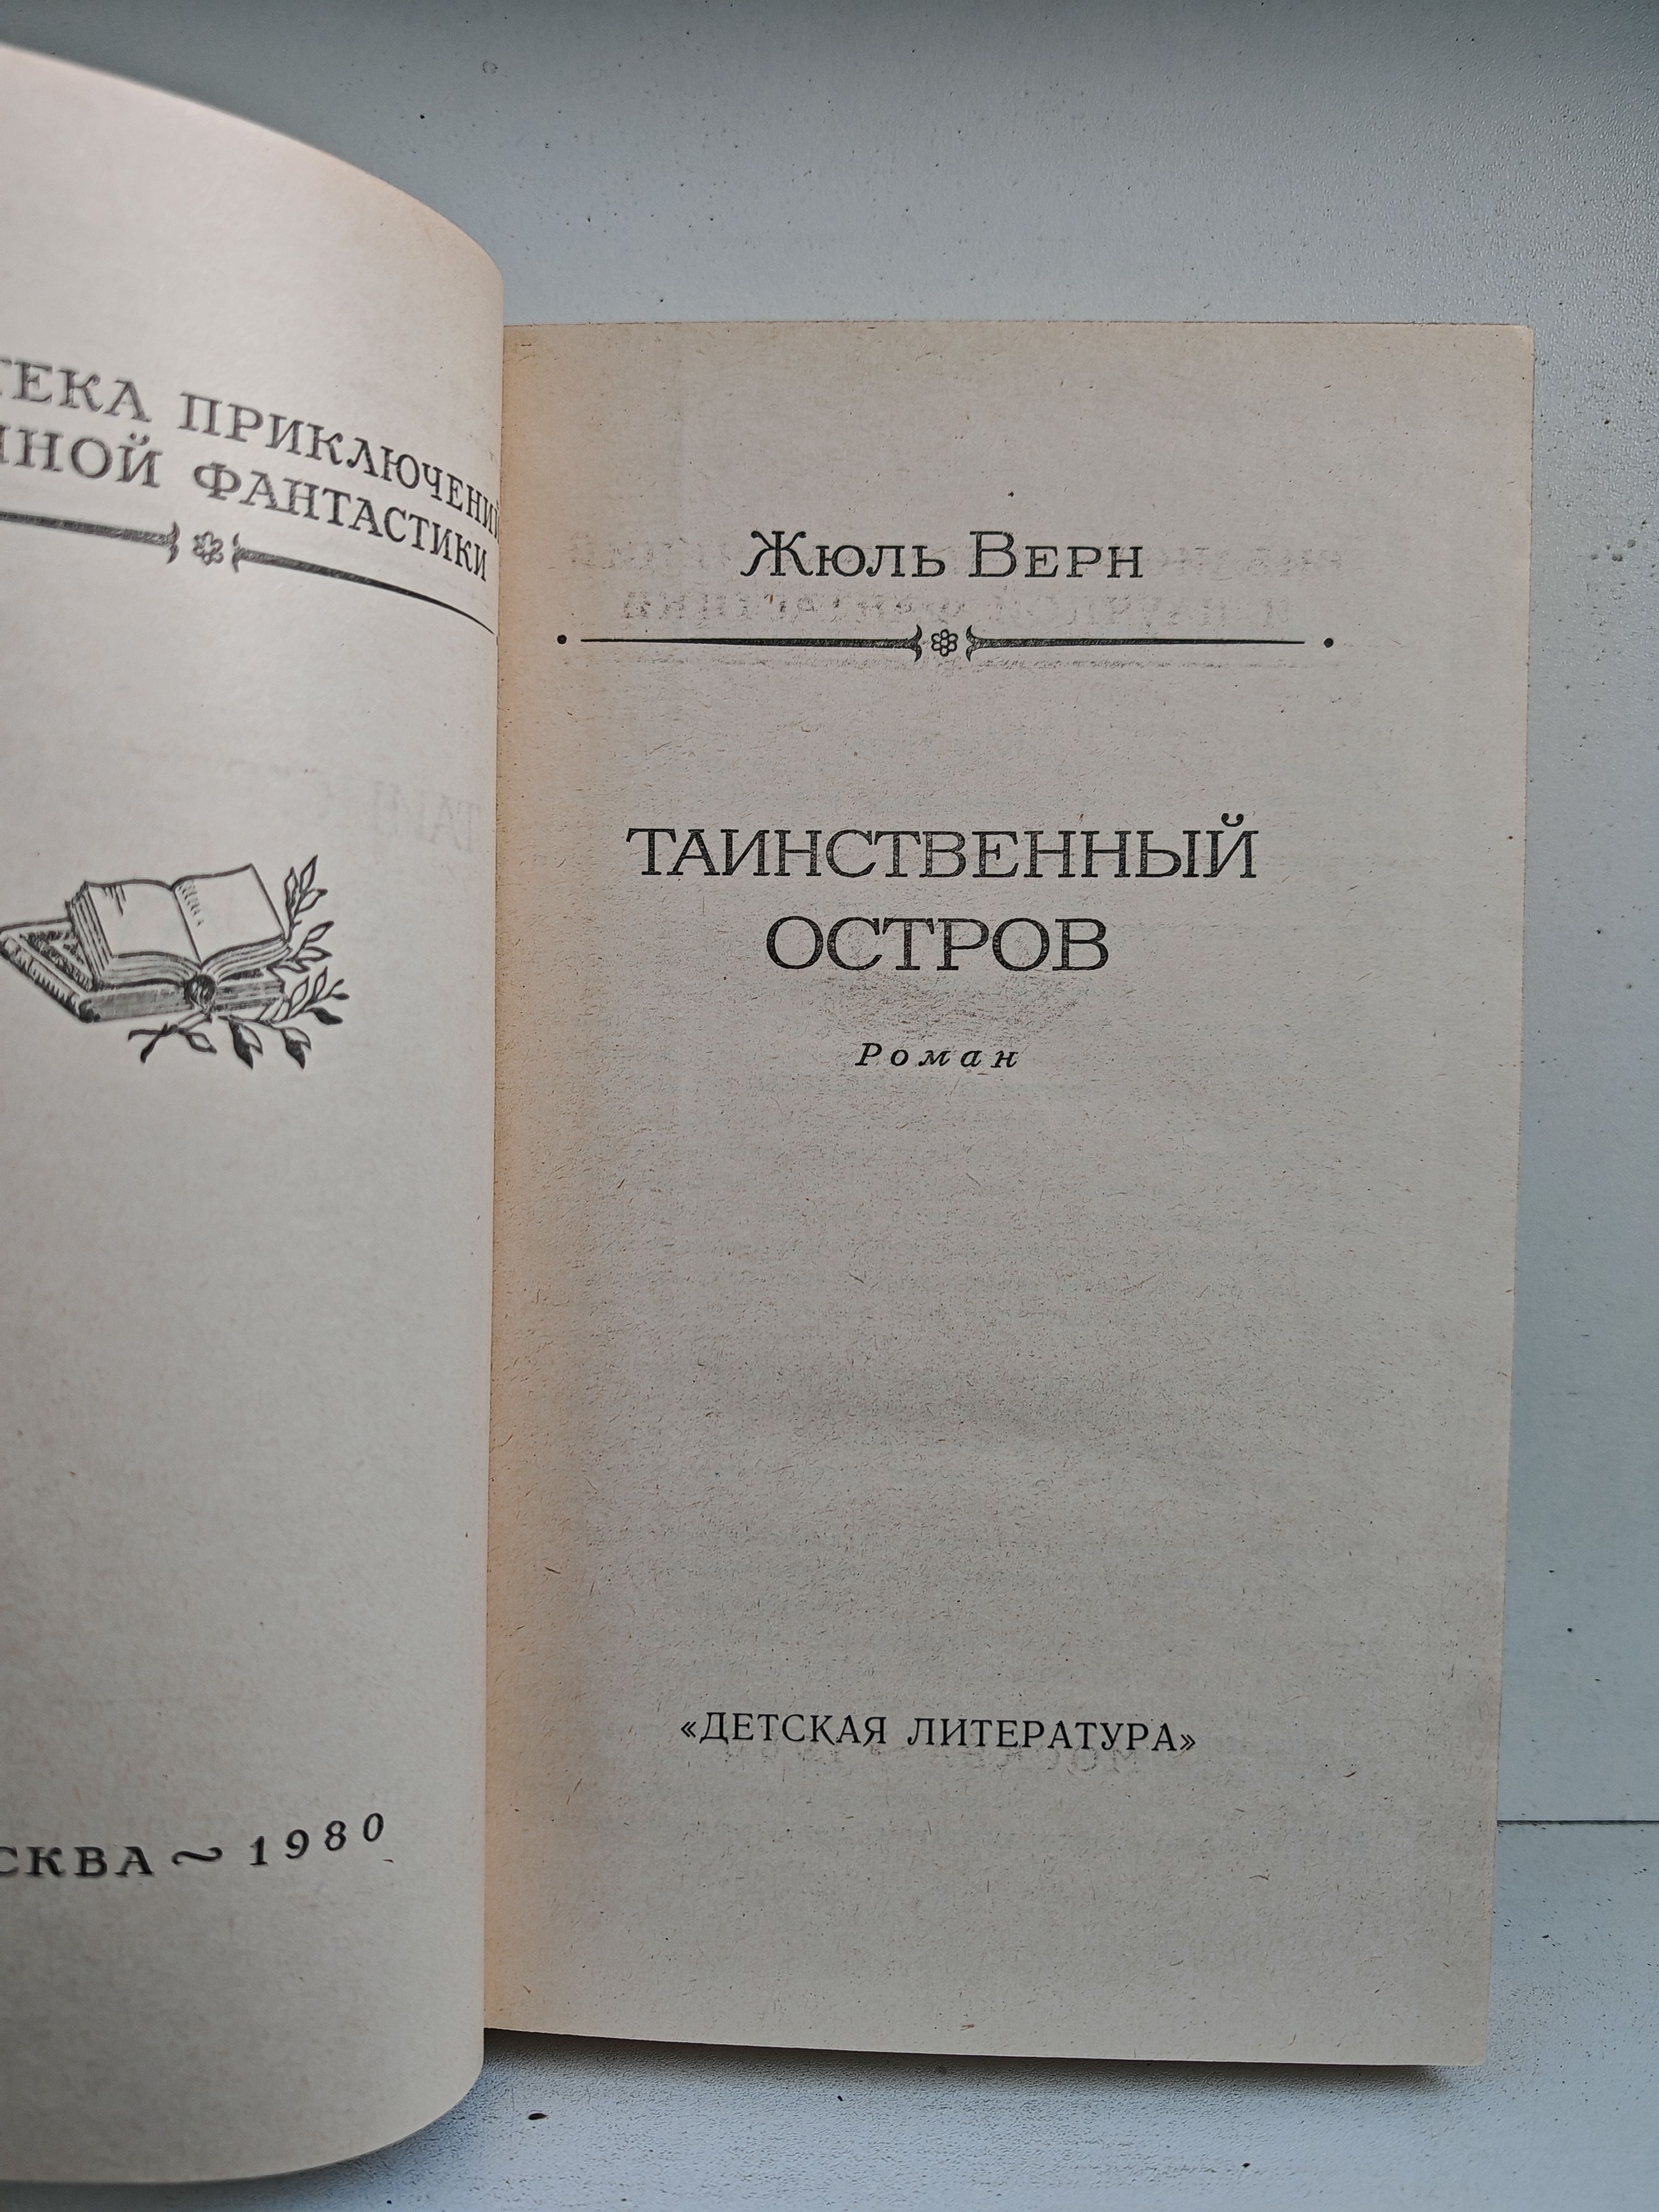 ТЕКА ПРИКЛЮЧЕНИЙ
НОЙ ФАНТАСТИКИ
СКВА ~ 1980
Жюль Верн
ТАИНСТВЕННЫЙ
ОСТРОВ
Роман
«ДЕТСКАЯ ЛИТЕРАТУРА»